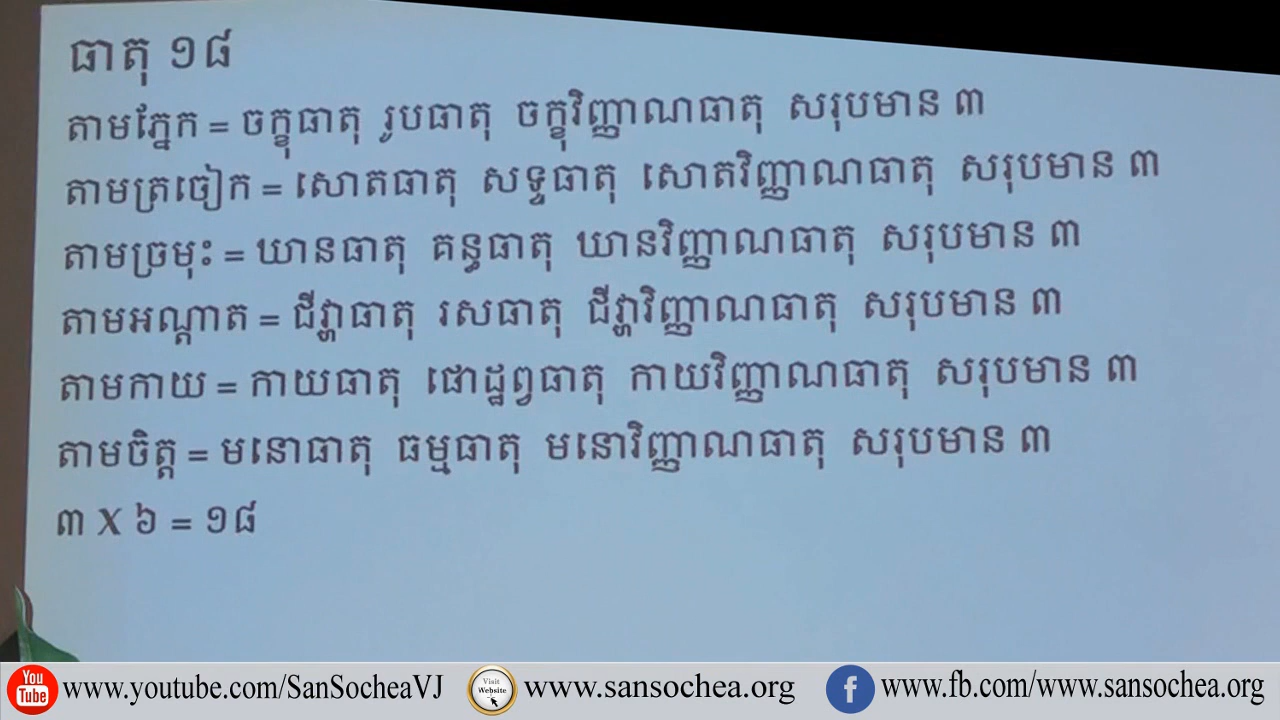 ធាតុ ១៨
តាមភ្នែក = ចក្ខុធាតុ រូបធាតុ ចក្ខុវិញ្ញាណធាតុ សរុបមាន ៣
តាមត្រចៀក = សោតធាតុ សទ្ទធាតុ សោតវិញ្ញាណធាតុ សរុបមាន ៣
តាមច្រមុះ = ឃានធាតុ គន្ធធាតុ ឃានវិញ្ញាណធាតុ សរុបមាន ៣
តាមអណ្តាត = ជីវ្ហាធាតុ រសធាតុ ជីវ្ហាវិញ្ញាណធាតុ សរុបមាន ៣
តាមកាយ = កាយធាតុ ផោដ្ឋព្វធាតុ កាយវិញ្ញាណធាតុ សរុបមាន ៣
តាមចិត្ត = មនោធាតុ ធម្មធាតុ មនោវិញ្ញាណធាតុ សរុបមាន ៣
៣ X ៦ = ១៨
You Tube www.youtube.com/SanSocheaVJ Visit Website www.sansochea.org f www.fb.com/www.sansochea.org